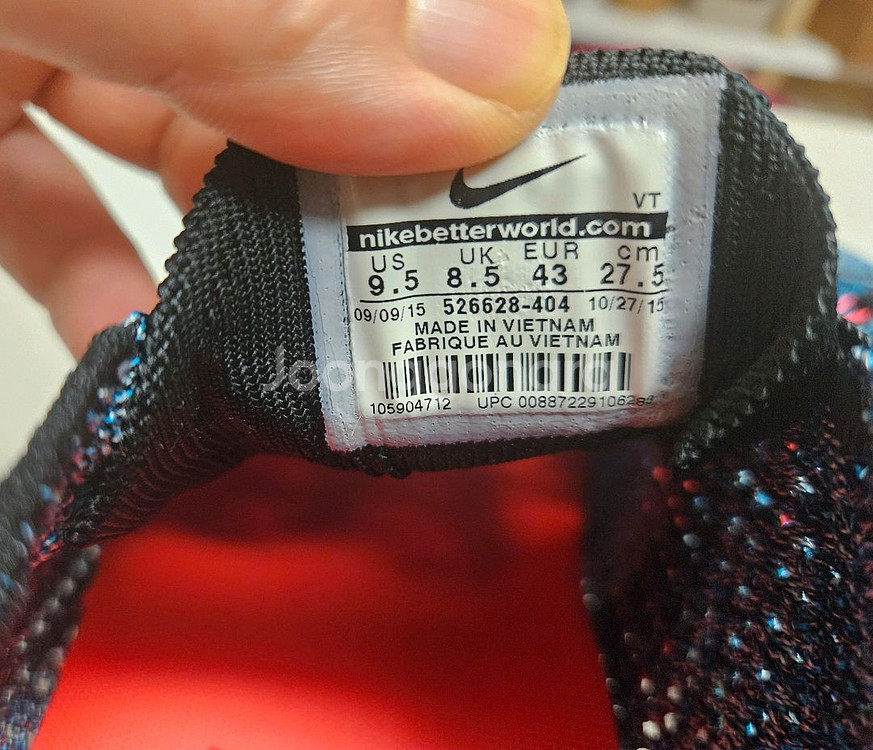 VT
nikebetterworld.com
US UK EUR cm
9.5 8.5 43 27.5
09/09/15 526628-404 10/27/15
MADE IN VIETNAM
FABRIQUE AU VIETNAM
105904712 UPC